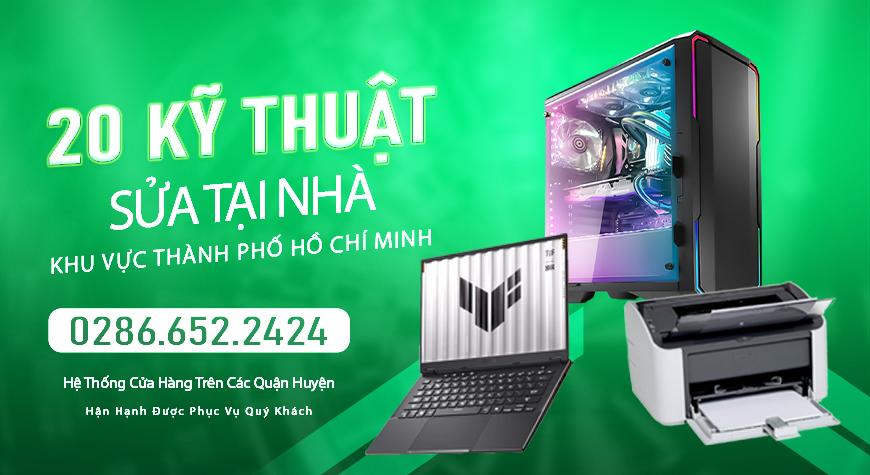 20 KỸ THUẬT
SỬA TẠI NHÀ
KHU VỰC THÀNH PHỐ HỒ CHÍ MINH
0286.652.2424
Hệ Thống Cửa Hàng Trên Các Quận Huyện
Hận Hạnh Được Phục Vụ Quý Khách
TUF